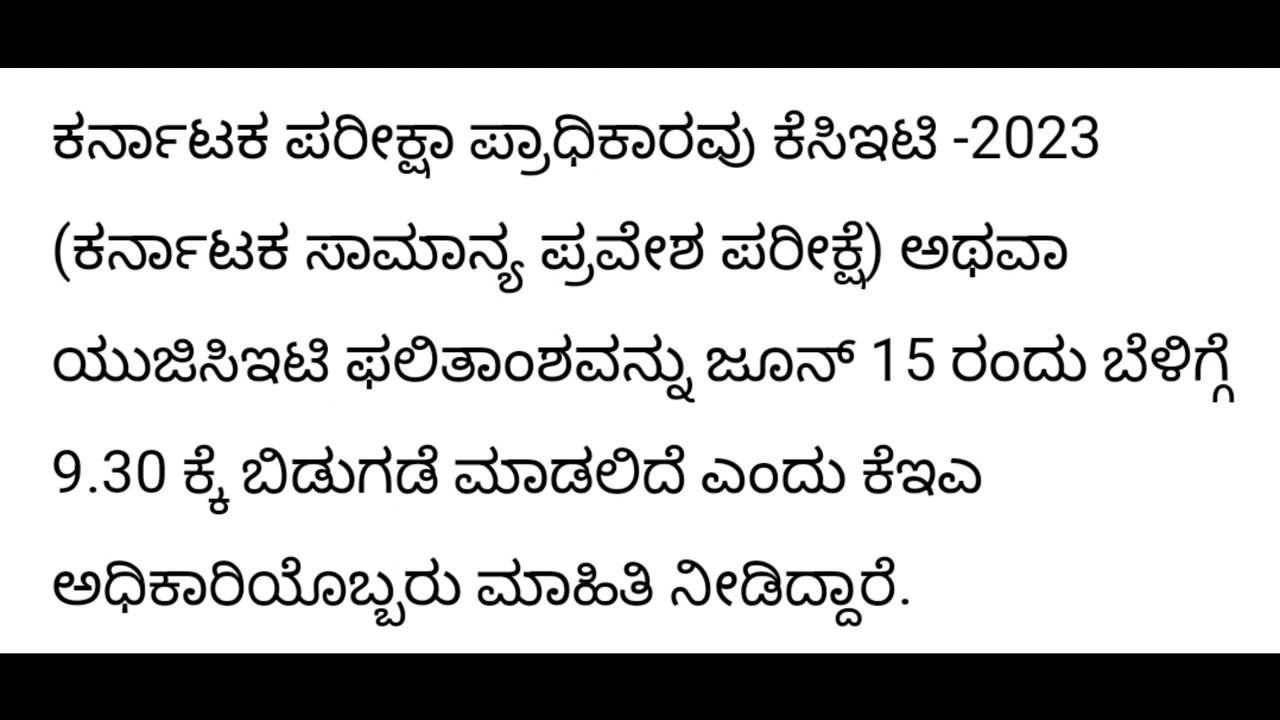 ಕರ್ನಾಟಕ ಪರೀಕ್ಷಾ ಪ್ರಾಧಿಕಾರವು ಕೆಸಿಇಟಿ -2023
(ಕರ್ನಾಟಕ ಸಾಮಾನ್ಯ ಪ್ರವೇಶ ಪರೀಕ್ಷೆ) ಅಥವಾ
ಯುಜಿಸಿಇಟಿ ಫಲಿತಾಂಶವನ್ನು ಜೂನ್ 15 ರಂದು ಬೆಳಿಗ್ಗೆ
9.30 ಕ್ಕೆ ಬಿಡುಗಡೆ ಮಾಡಲಿದೆ ಎಂದು ಕೆಇಎ
ಅಧಿಕಾರಿಯೊಬ್ಬರು ಮಾಹಿತಿ ನೀಡಿದ್ದಾರೆ.